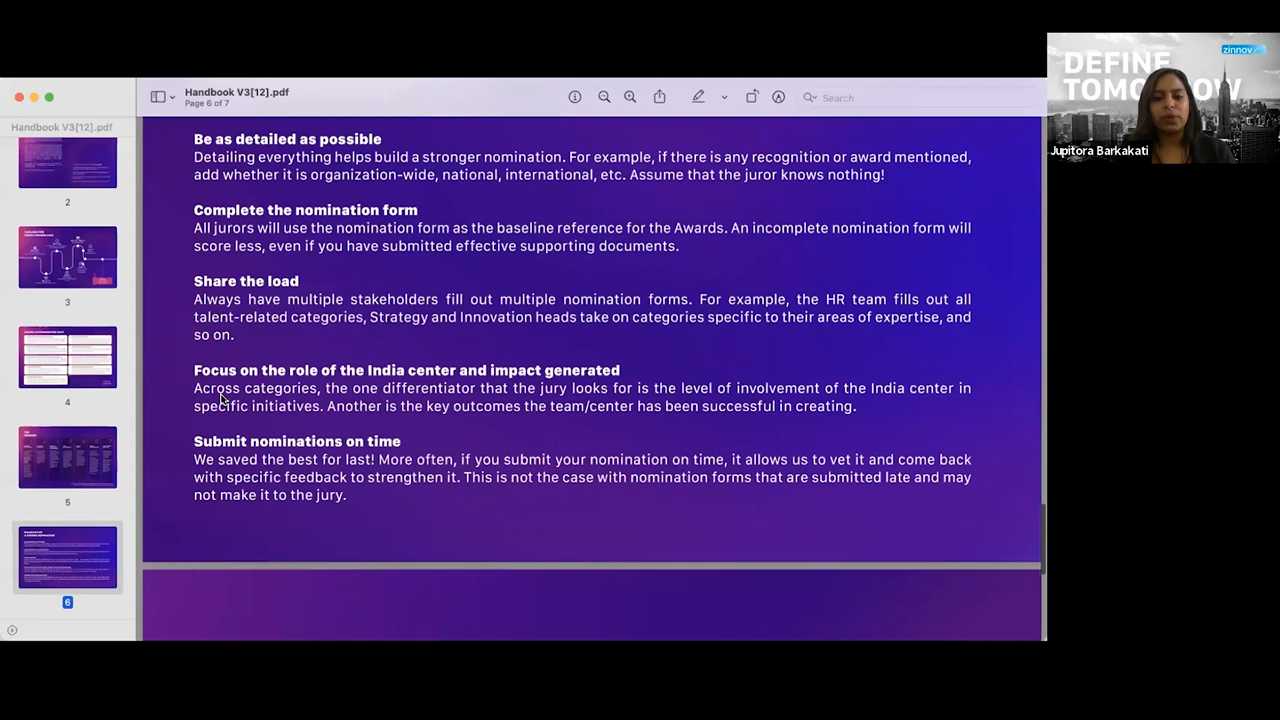 Handbook V3[12].pdf
Page 6 of 7
Search
Handbook V3[12].pdf
2
3
4
5
6
Be as detailed as possible
Detailing everything helps build a stronger nomination. For example, if there is any recognition or award mentioned,
add whether it is organization-wide, national, international, etc. Assume that the juror knows nothing!
Complete the nomination form
All jurors will use the nomination form as the baseline reference for the Awards. An incomplete nomination form will
score less, even if you have submitted effective supporting documents.
Share the load
Always have multiple stakeholders fill out multiple nomination forms. For example, the HR team fills out all
talent-related categories, Strategy and Innovation heads take on categories specific to their areas of expertise, and
so on.
Focus on the role of the India center and impact generated
Across categories, the one differentiator that the jury looks for is the level of involvement of the India center in
specific initiatives. Another is the key outcomes the team/center has been successful in creating.
Submit nominations on time
We saved the best for last! More often, if you submit your nomination on time, it allows us to vet it and come back
with specific feedback to strengthen it. This is not the case with nomination forms that are submitted late and may
not make it to the jury.
zinnov
DEFINE
TOMO OW
Jupitora Barkakati